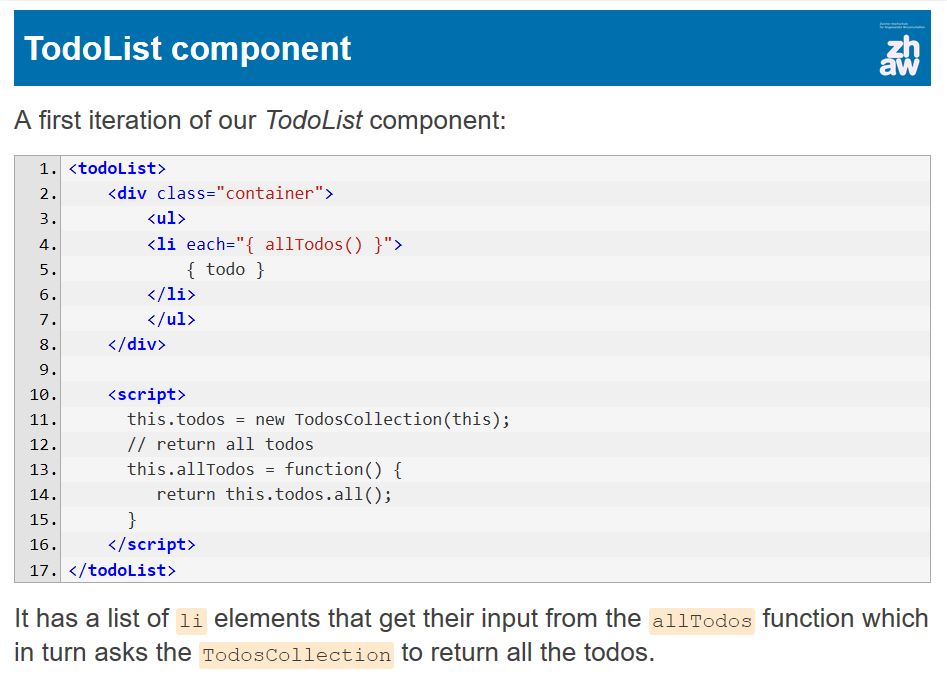 TodoList component
zh
aw
A first iteration of our TodoList component:
1. <todoList>
2.     <div class="container">
3.         <ul>
4.         <li each="{ allTodos() }">
5.             { todo }
6.         </li>
7.         </ul>
8.     </div>
9.
10.     <script>
11.       this.todos = new TodosCollection(this);
12.       // return all todos
13.       this.allTodos = function() {
14.          return this.todos.all();
15.       }
16.     </script>
17. </todoList>
It has a list of li elements that get their input from the allTodos function which
in turn asks the TodosCollection to return all the todos.